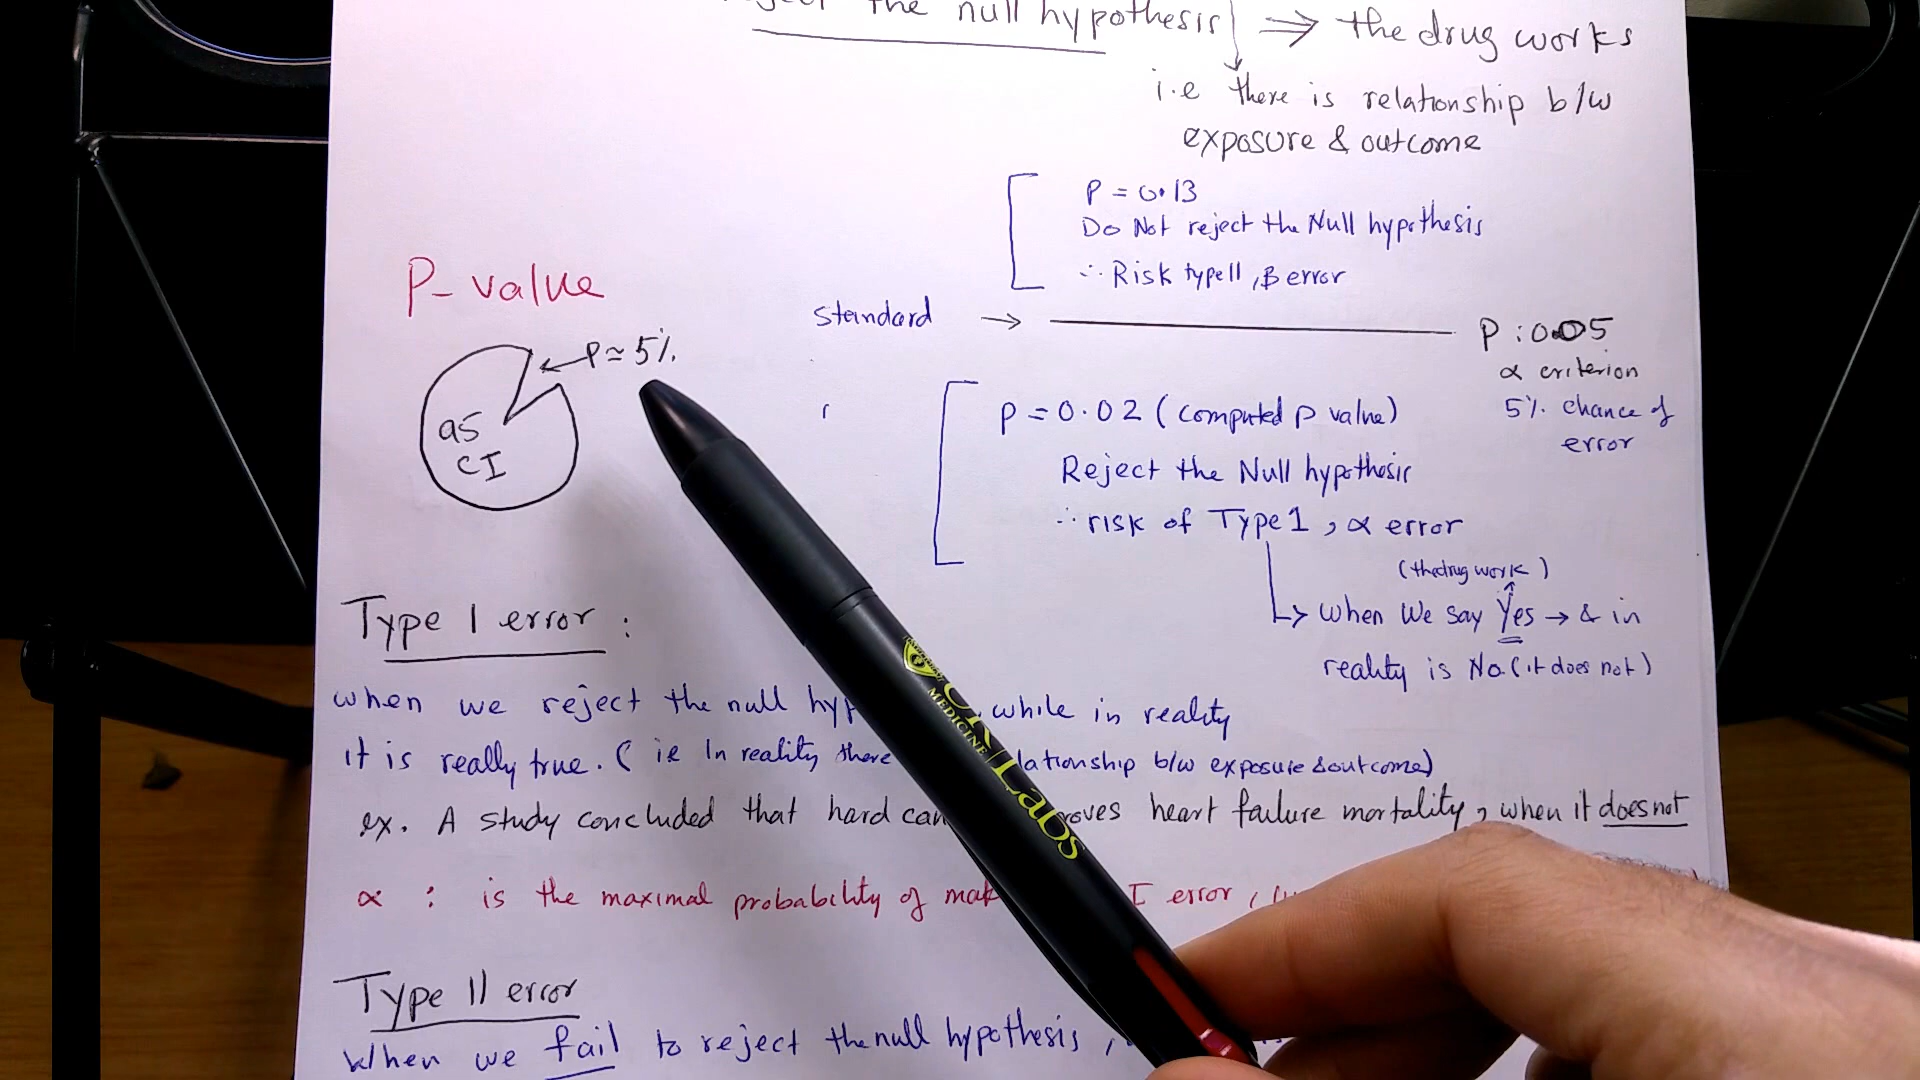 the null hypothesis ⇒ the drug works
i.e there is relationship b/w
exposure & outcome
P = 0.13
Do Not reject the Null hypothesis
∴ Risk type II , β error
P- value
standard → P : 0.05
P ≃ 5%
α criterion
95
CI
P = 0.02 ( computed p value)
5% chance of
error
Reject the Null hypothesis
∴ risk of Type 1 , α error
(the drug work)
Type I error :
↳ when We say Yes → & in
reality is No. (it does not)
when we reject the null while in reality
it is really true. ( ie In reality there b/w exposure & outcome)
ex. A study concluded that hard heart failure mortality, when it does not
α : is the maximal probability of I error ,
Type II error
When we fail to reject the null hypothesis ,
MEDICINE
Labs